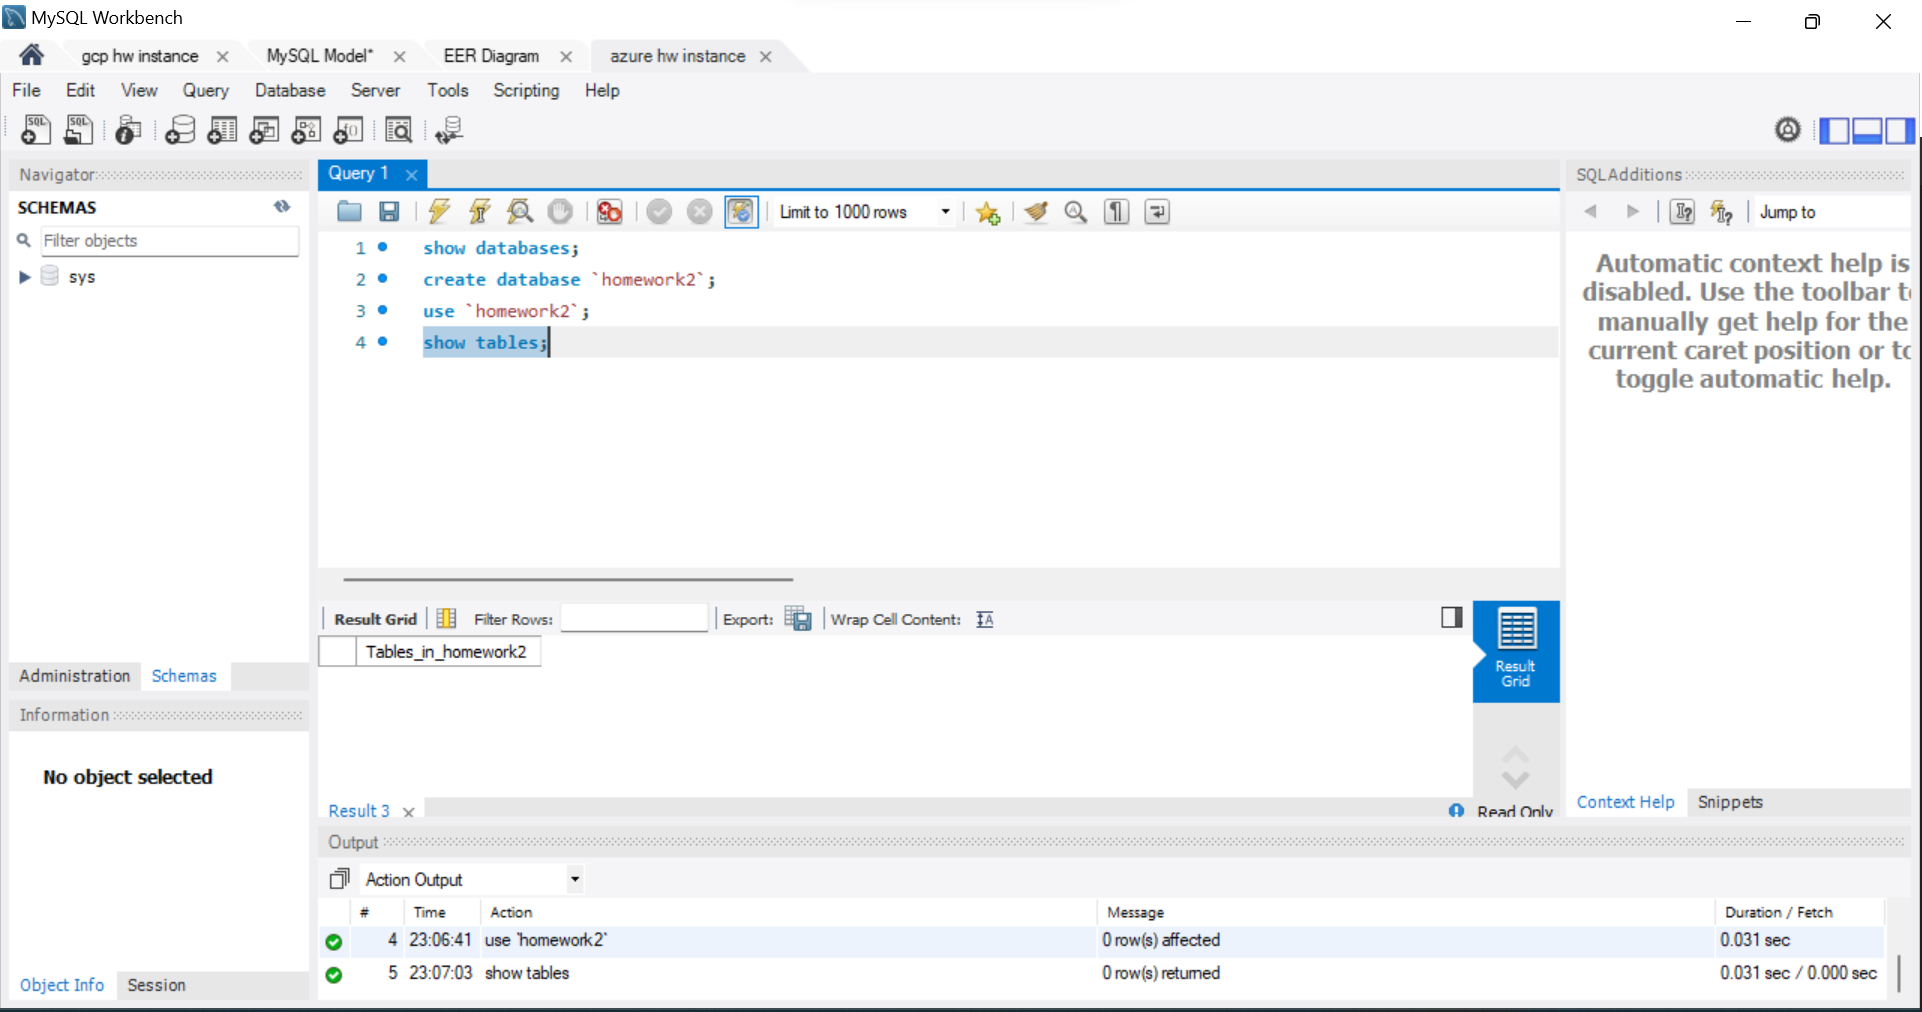 MySQL Workbench
gcp hw instance
MySQL Model*
EER Diagram
azure hw instance
File Edit View Query Database Server Tools Scripting Help
Navigator
SCHEMAS
Filter objects
sys
Administration
Schemas
Information
No object selected
Object Info
Session
Query 1
Limit to 1000 rows
1 show databases;
2 create database `homework2`;
3 use `homework2`;
4 show tables;
Result Grid Filter Rows: Export: Wrap Cell Content:
Tables_in_homework2
Result
Grid
Result 3
Read Only
SQLAdditions
Jump to
Automatic context help is
disabled. Use the toolbar t
manually get help for the
current caret position or to
toggle automatic help.
Context Help
Snippets
Output
Action Output
# Time Action Message Duration / Fetch
4 23:06:41 use `homework2` 0 row(s) affected 0.031 sec
5 23:07:03 show tables 0 row(s) returned 0.031 sec / 0.000 sec